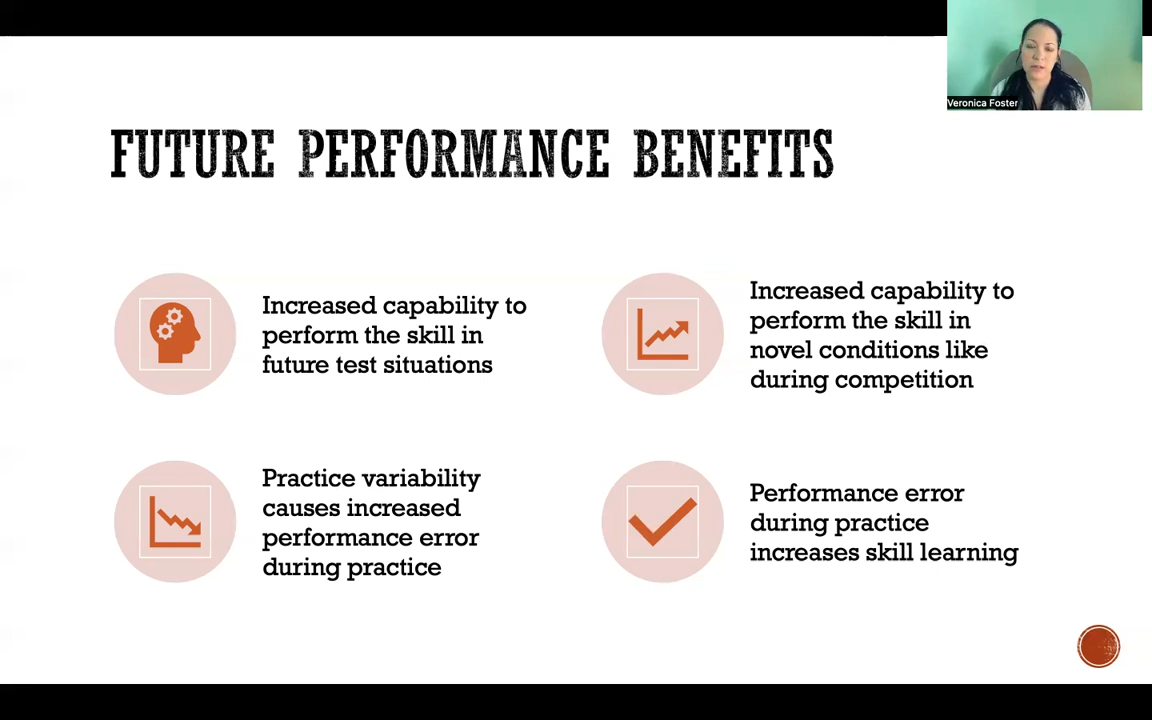 Veronica Foster
FUTURE PERFORMANCE BENEFITS
Increased capability to
perform the skill in
future test situations
Increased capability to
perform the skill in
novel conditions like
during competition
Practice variability
causes increased
performance error
during practice
Performance error
during practice
increases skill learning